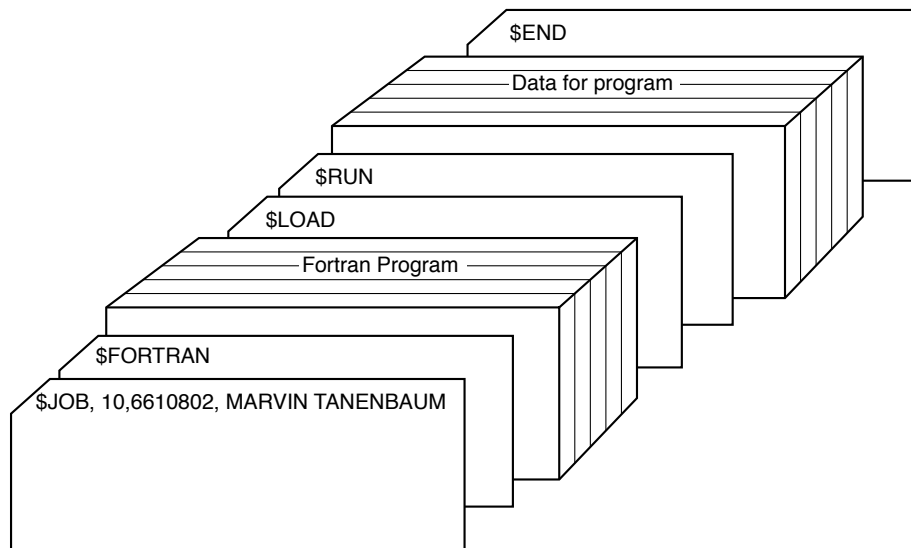 $END
Data for program
$RUN
$LOAD
Fortran Program
$FORTRAN
$JOB, 10,6610802, MARVIN TANENBAUM